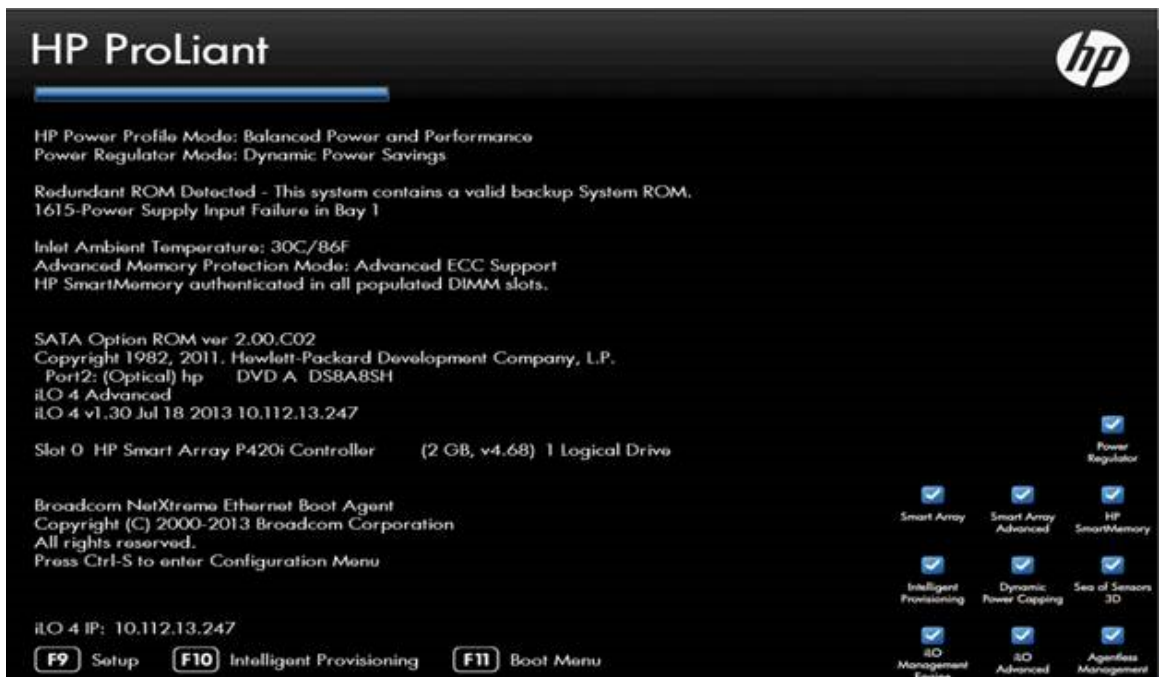 HP ProLiant
hp
HP Power Profile Mode: Balanced Power and Performance
Power Regulator Mode: Dynamic Power Savings
Redundant ROM Detected - This system contains a valid backup System ROM.
1615-Power Supply Input Failure in Bay 1
Inlet Ambient Temperature: 30C/86F
Advanced Memory Protection Mode: Advanced ECC Support
HP SmartMemory authenticated in all populated DIMM slots.
SATA Option ROM ver 2.00.C02
Copyright 1982, 2011. Hewlett-Packard Development Company, L.P.
Port2: (Optical) hp DVD A DS8A8SH
iLO 4 Advanced
iLO 4 v1.30 Jul 18 2013 10.112.13.247
Slot 0 HP Smart Array P420i Controller (2 GB, v4.68) 1 Logical Drive
Broadcom NetXtreme Ethernet Boot Agent
Copyright (C) 2000-2013 Broadcom Corporation
All rights reserved.
Press Ctrl-S to enter Configuration Menu
iLO 4 IP: 10.112.13.247
F9 Setup F10 Intelligent Provisioning F11 Boot Menu
Power
Regulator
Smart Array
Smart Array
Advanced
HP
SmartMemory
Intelligent
Provisioning
Dynamic
Power Capping
Sea of Sensors
3D
iLO
Management
Engine
iLO
Advanced
Agentless
Management